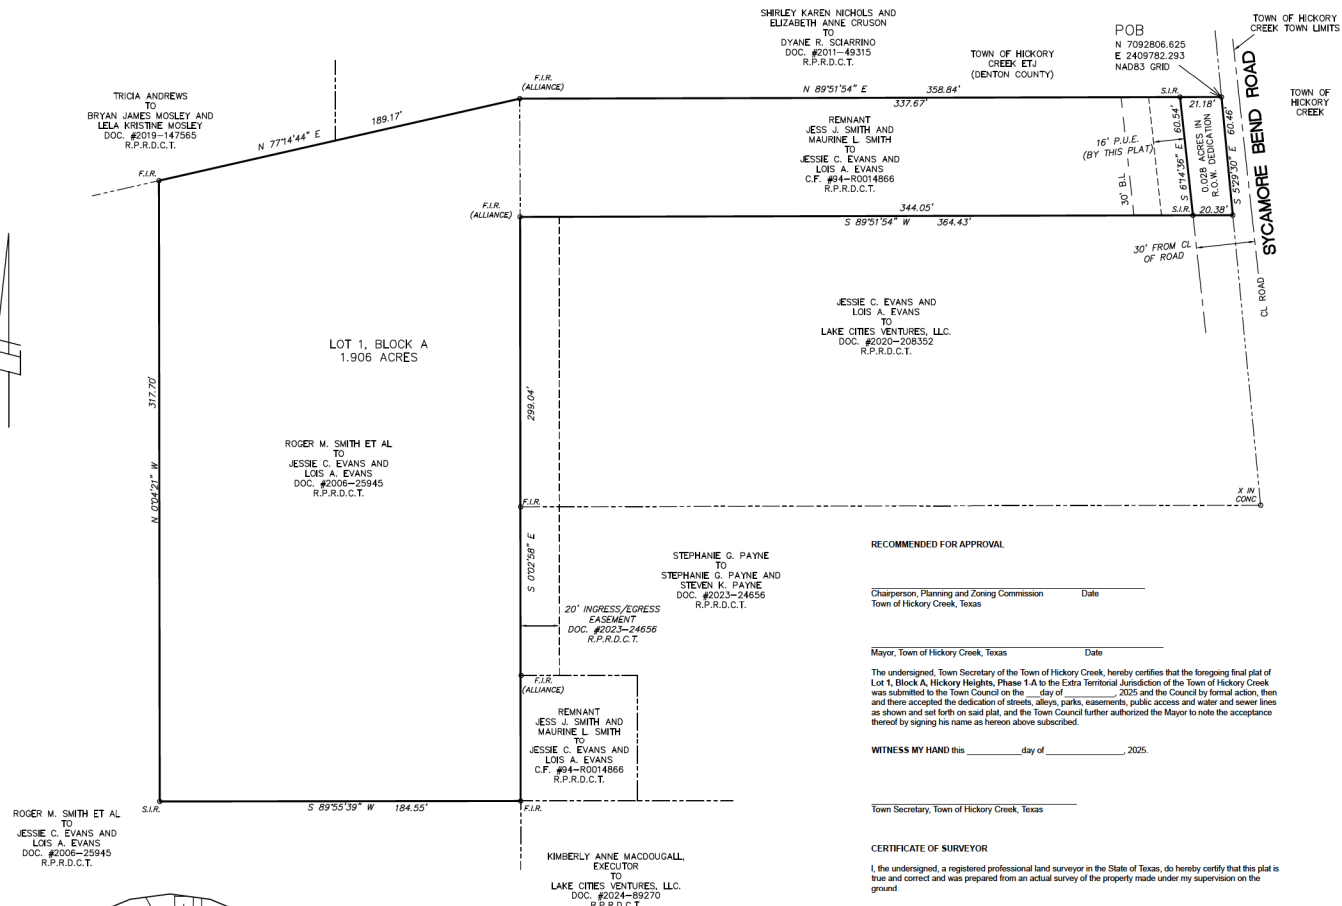 SHIRLEY KAREN NICHOLS AND
ELIZABETH ANNE CRUSON
TO
DYANE R. SCIARRINO
DOC. #2011-49315
R.P.R.D.C.T.
TOWN OF HICKORY
CREEK ETJ
(DENTON COUNTY)
POB
N 7092806.625
E 2409782.293
NAD83 GRID
TOWN OF HICKORY
CREEK TOWN LIMITS
TOWN OF
HICKORY
CREEK
SYCAMORE BEND ROAD
TRICIA ANDREWS
TO
BRYAN JAMES MOSLEY AND
LELA KRISTINE MOSLEY
DOC. #2019-147565
R.P.R.D.C.T.
F.I.R.
(ALLIANCE)
N 77°14'44" E 189.17'
F.I.R.
N 89°51'54" E 358.84'
337.67'
S.I.R.
21.18'
REMNANT
JESS J. SMITH AND
MAURINE L. SMITH
TO
JESSIE C. EVANS AND
LOIS A. EVANS
C.F. #94-R0014866
R.P.R.D.C.T.
16' P.U.E.
(BY THIS PLAT)
30' B.L
S 6°14'36" E 60.54'
0.028 ACRES IN
R.O.W. DEDICATION
S 5°29'30" E 60.46'
F.I.R.
(ALLIANCE)
344.05'
S 89°51'54" W 364.43'
S.I.R.
20.38'
30' FROM CL
OF ROAD
CL ROAD
JESSIE C. EVANS AND
LOIS A. EVANS
TO
LAKE CITIES VENTURES, LLC.
DOC. #2020-208352
R.P.R.D.C.T.
LOT 1, BLOCK A
1.906 ACRES
N 0°04'21" W 317.70'
299.04'
ROGER M. SMITH ET AL
TO
JESSIE C. EVANS AND
LOIS A. EVANS
DOC. #2006-25945
R.P.R.D.C.T.
F.I.R.
X IN
CONC
S 0°02'58" E
STEPHANIE G. PAYNE
TO
STEPHANIE G. PAYNE AND
STEVEN K. PAYNE
DOC. #2023-24656
R.P.R.D.C.T.
20' INGRESS/EGRESS
EASEMENT
DOC. #2023-24656
R.P.R.D.C.T.
F.I.R.
(ALLIANCE)
REMNANT
JESS J. SMITH AND
MAURINE L. SMITH
TO
JESSIE C. EVANS AND
LOIS A. EVANS
C.F. #94-R0014866
R.P.R.D.C.T.
S.I.R.
S 89°55'39" W 184.55'
F.I.R.
ROGER M. SMITH ET AL
TO
JESSIE C. EVANS AND
LOIS A. EVANS
DOC. #2006-25945
R.P.R.D.C.T.
KIMBERLY ANNE MACDOUGALL,
EXECUTOR
TO
LAKE CITIES VENTURES, LLC.
DOC. #2024-89270
R.P.R.D.C.T.
RECOMMENDED FOR APPROVAL
Chairperson, Planning and Zoning Commission Date
Town of Hickory Creek, Texas
Mayor, Town of Hickory Creek, Texas Date
The undersigned, Town Secretary of the Town of Hickory Creek, hereby certifies that the foregoing final plat of
Lot 1, Block A, Hickory Heights, Phase 1-A to the Extra Territorial Jurisdiction of the Town of Hickory Creek
was submitted to the Town Council on the ___day of ___________, 2025 and the Council by formal action, then
and there accepted the dedication of streets, alleys, parks, easements, public access and water and sewer lines
as shown and set forth on said plat, and the Town Council further authorized the Mayor to note the acceptance
thereof by signing his name as hereon above subscribed.
WITNESS MY HAND this ____________day of _________________, 2025.
Town Secretary, Town of Hickory Creek, Texas
CERTIFICATE OF SURVEYOR
I, the undersigned, a registered professional land surveyor in the State of Texas, do hereby certify that this plat is
true and correct and was prepared from an actual survey of the property made under my supervision on the
ground.